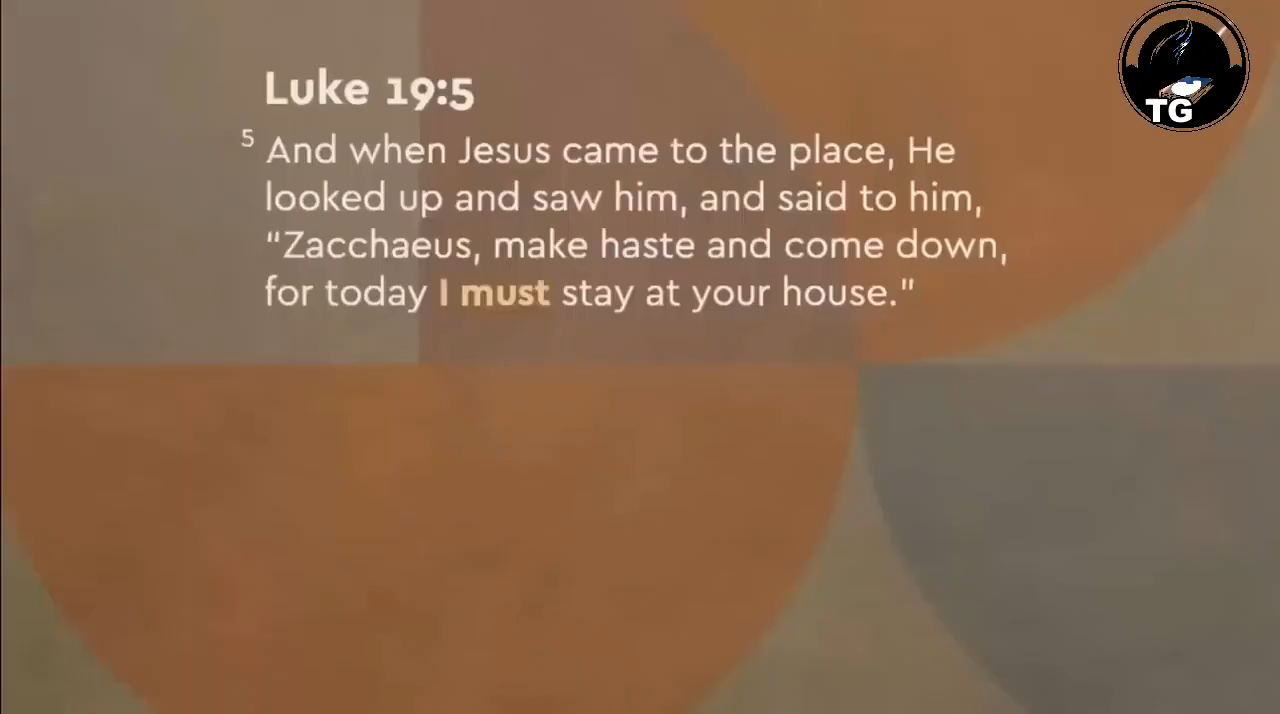 Luke 19:5
5 And when Jesus came to the place, He
looked up and saw him, and said to him,
“Zacchaeus, make haste and come down,
for today I must stay at your house.”
TG